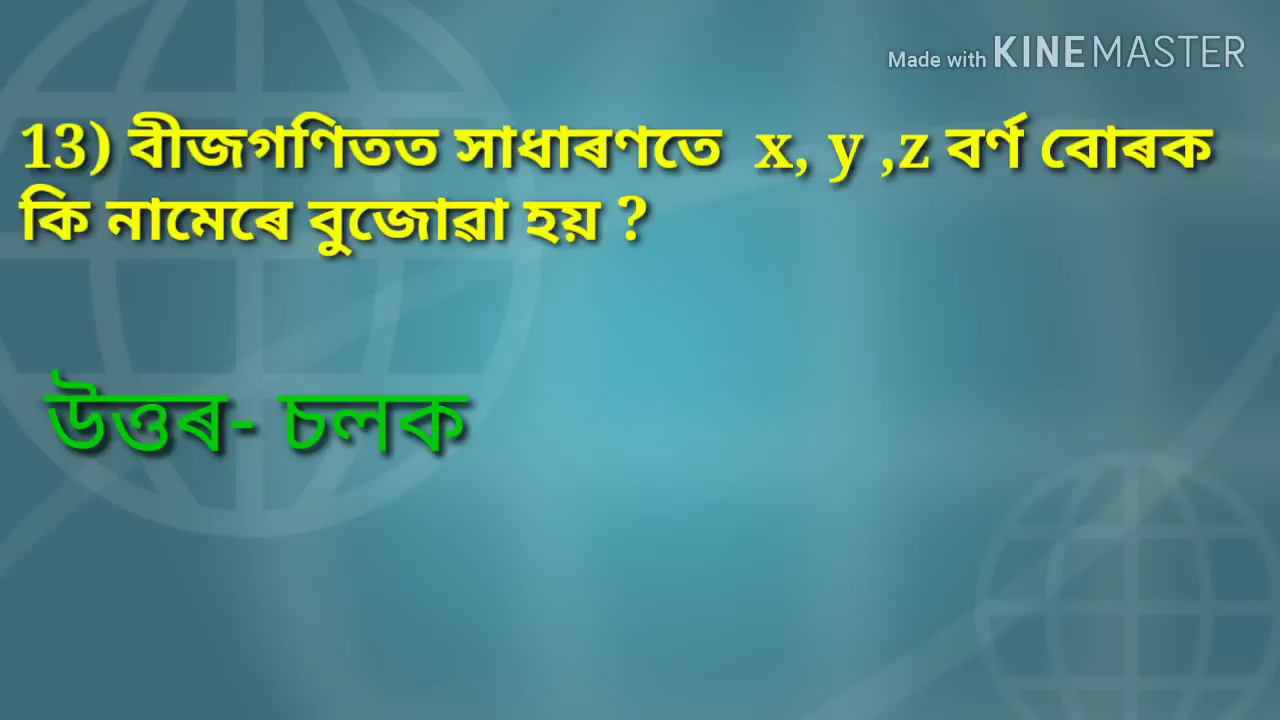 Made with KINEMASTER
13) বীজগণিতত সাধাৰণতে x, y ,z বৰ্ণ বোৰক
কি নামেৰে বুজোৱা হয় ?
উত্তৰ- চলক